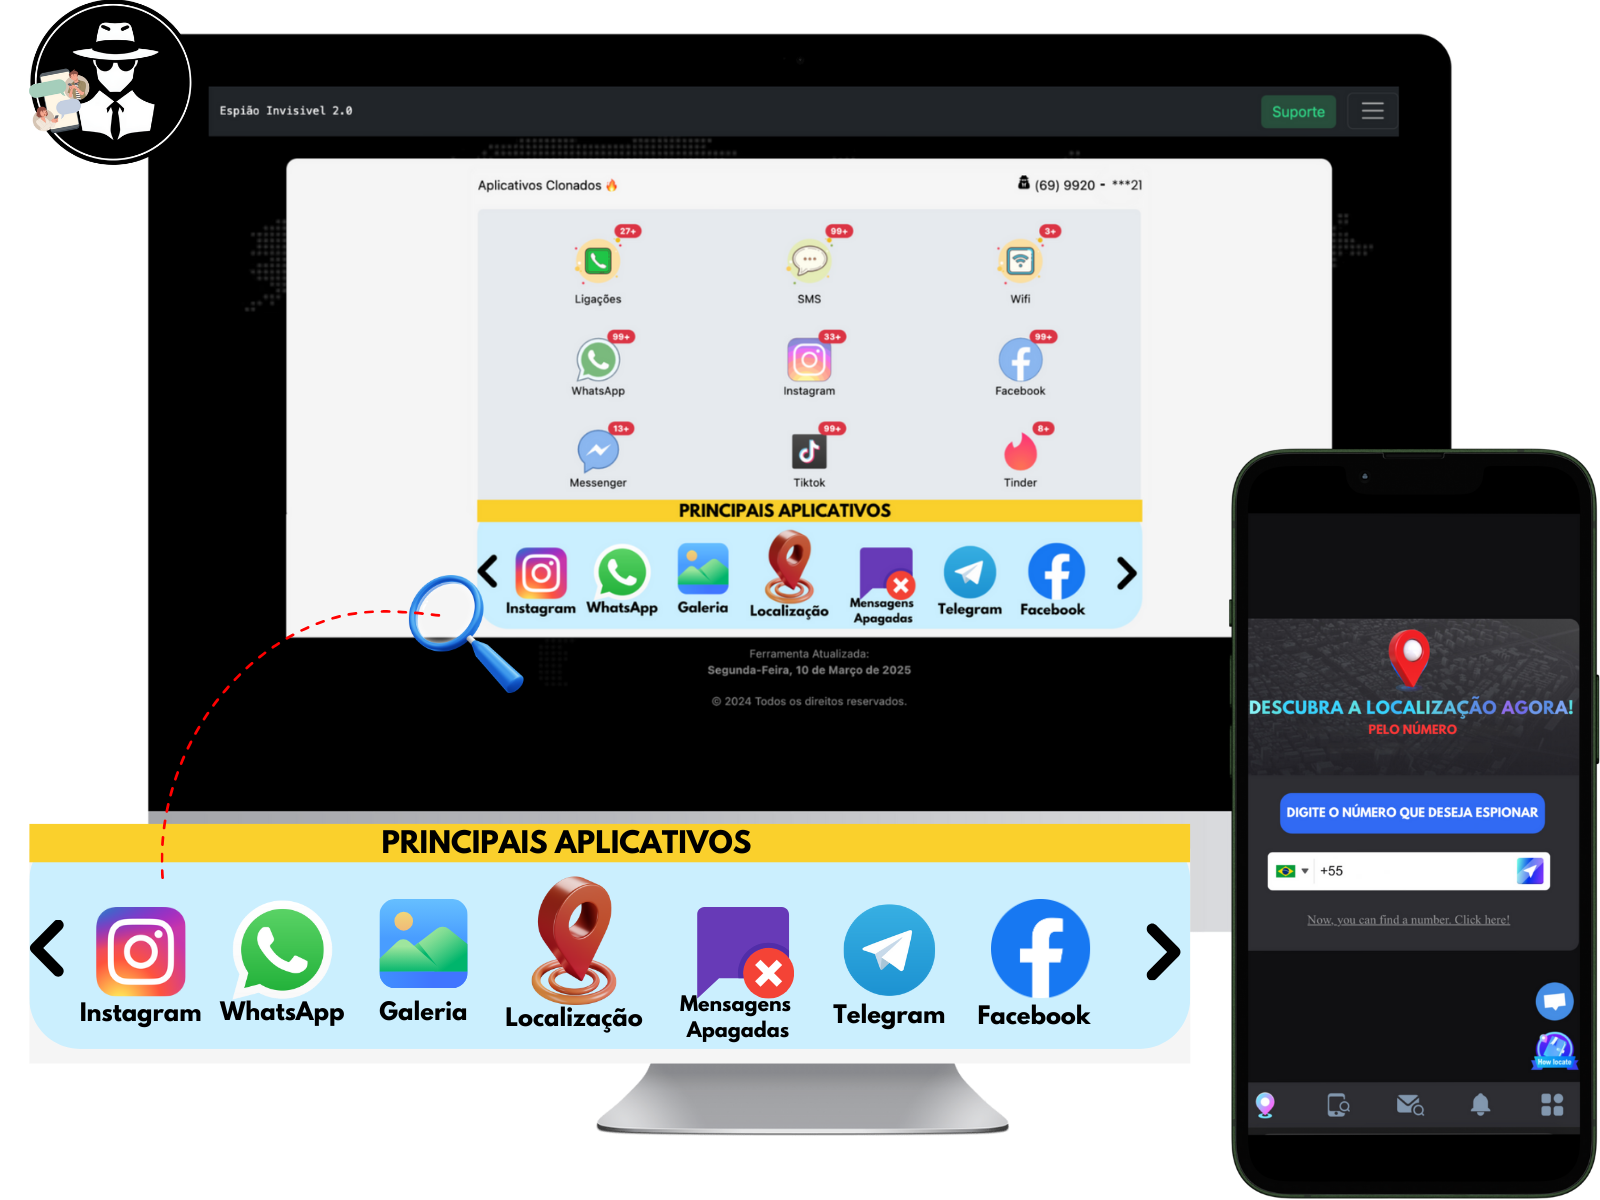 Espião Invisivel 2.0
Suporte
Aplicativos Clonados
(69) 9920 - ***21
27+
99+
3+
Ligações
SMS
Wifi
99+
33+
99+
WhatsApp
Instagram
Facebook
13+
99+
8+
Messenger
Tiktok
Tinder
PRINCIPAIS APLICATIVOS
Instagram
WhatsApp
Galeria
Localização
Mensagens
Apagadas
Telegram
Facebook
Ferramenta Atualizada:
Segunda-Feira, 10 de Março de 2025
© 2024 Todos os direitos reservados.
PRINCIPAIS APLICATIVOS
Instagram
WhatsApp
Galeria
Localização
Mensagens
Apagadas
Telegram
Facebook
DESCUBRA A LOCALIZAÇÃO AGORA!
PELO NÚMERO
DIGITE O NÚMERO QUE DESEJA ESPIONAR
+55
Now, you can find a number. Click here!
How locate